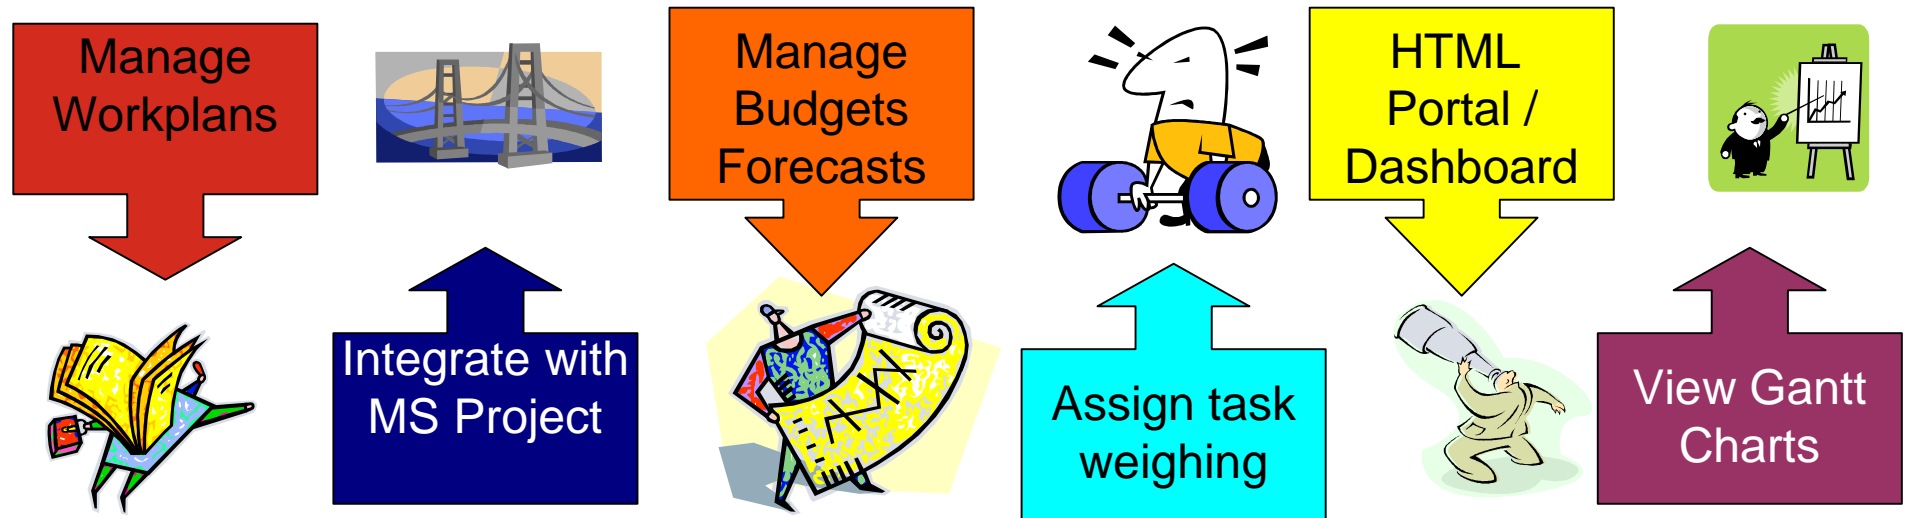 Manage
Workplans
Integrate with
MS Project
Manage
Budgets
Forecasts
Assign task
weighing
HTML
Portal /
Dashboard
View Gantt
Charts